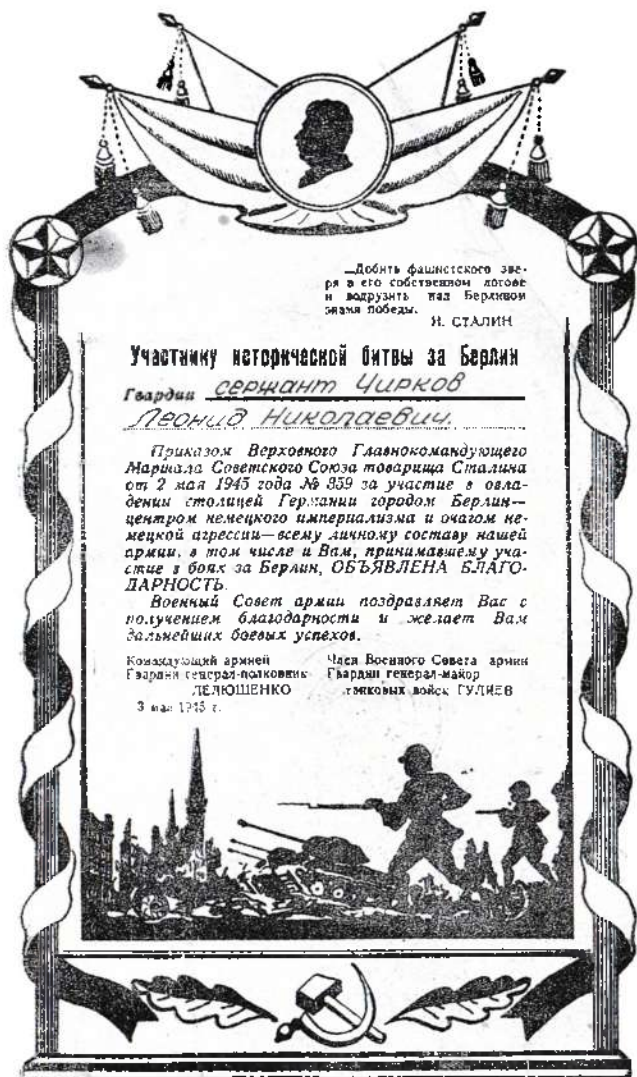 ...Добить фашистского зве-
ря в его собственном логове
и водрузить над Берлином
знамя победы.
И. СТАЛИН
Участнику исторической битвы за Берлин
Гвардии сержант Чирков
Леонид Николаевич.
Приказом Верховного Главнокомандующего
Маршала Советского Союза товарища Сталина
от 2 мая 1945 года № 359 за участие в овла-
дении столицей Германии городом Берлин—
центром немецкого империализма и очагом не-
мецкой агрессии—всему личному составу нашей
армии, в том числе и Вам, принимавшему уча-
стие в боях за Берлин, ОБЪЯВЛЕНА БЛАГО-
ДАРНОСТЬ.
Военный Совет армии поздравляет Вас с
получением благодарности и желает Вам
дальнейших боевых успехов.
Командующий армией
Гвардии генерал-полковник
ЛЕЛЮШЕНКО
Член Военного Совета армии
Гвардии генерал-майор
танковых войск ГУЛИЕВ
3 мая 1945 г.